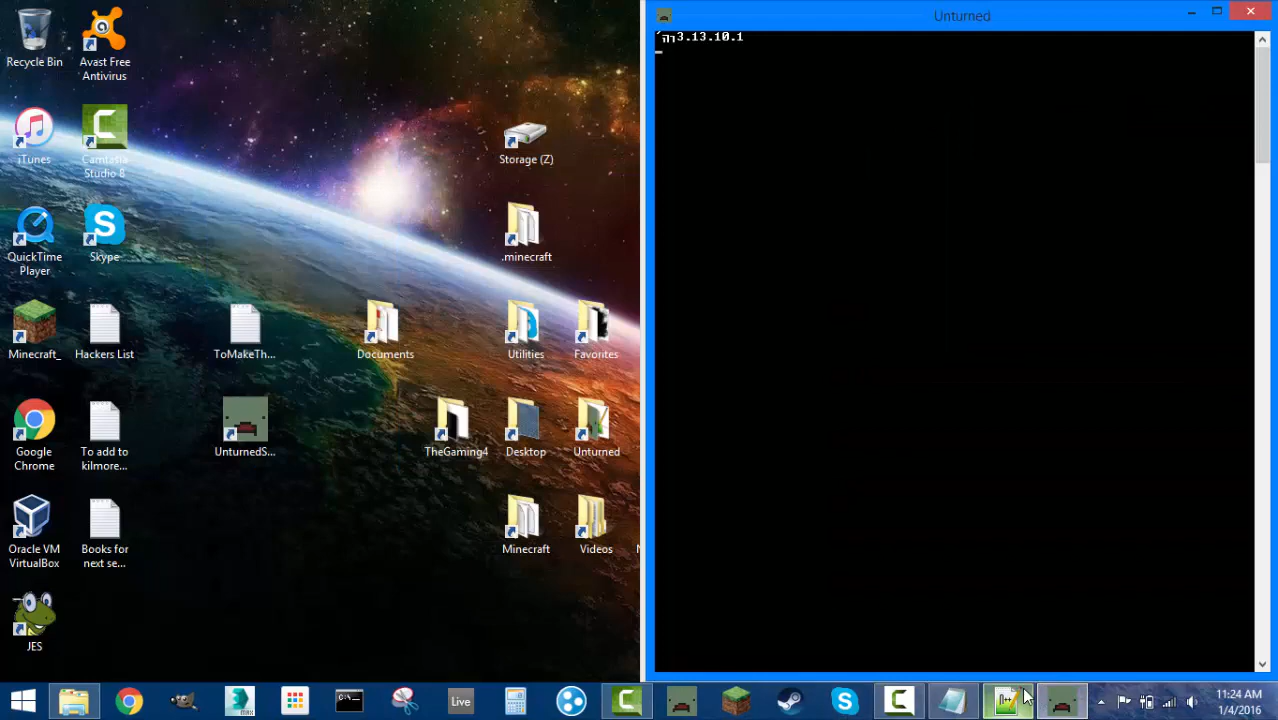 Recycle Bin
Avast Free
Antivirus
iTunes
Camtasia
Studio 8
QuickTime
Player
Skype
Minecraft_
Hackers List
ToMakeTh...
Documents
Google
Chrome
To add to
kilmore...
UnturnedS...
Oracle VM
VirtualBox
Books for
next se...
JES
Storage (Z)
.minecraft
Utilities
Favorites
TheGaming4
Desktop
Unturned
Minecraft
Videos
Unturned
3.13.10.1
C:\-
MAX
Live
11:24 AM
1/4/2016